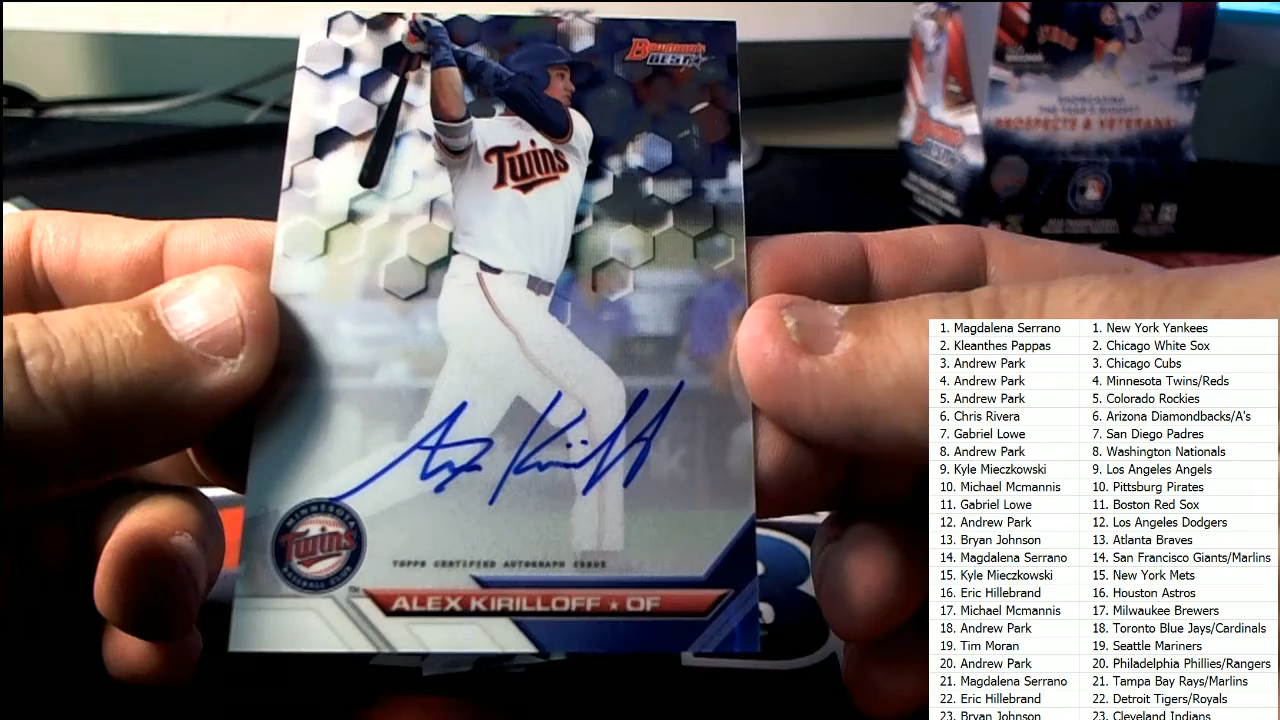 Bowman's
BEST
Twins
Alex Kirilloff
MINNESOTA
Twins
BASEBALL CLUB
TM
TOPPS CERTIFIED AUTOGRAPH ISSUE
ALEX KIRILLOFF ★ OF
SHOWCASING
THE YEAR'S BIGGEST
PROSPECTS & VETERANS
1. Magdalena Serrano 1. New York Yankees
2. Kleanthes Pappas 2. Chicago White Sox
3. Andrew Park 3. Chicago Cubs
4. Andrew Park 4. Minnesota Twins/Reds
5. Andrew Park 5. Colorado Rockies
6. Chris Rivera 6. Arizona Diamondbacks/A's
7. Gabriel Lowe 7. San Diego Padres
8. Andrew Park 8. Washington Nationals
9. Kyle Mieczkowski 9. Los Angeles Angels
10. Michael Mcmannis 10. Pittsburg Pirates
11. Gabriel Lowe 11. Boston Red Sox
12. Andrew Park 12. Los Angeles Dodgers
13. Bryan Johnson 13. Atlanta Braves
14. Magdalena Serrano 14. San Francisco Giants/Marlins
15. Kyle Mieczkowski 15. New York Mets
16. Eric Hillebrand 16. Houston Astros
17. Michael Mcmannis 17. Milwaukee Brewers
18. Andrew Park 18. Toronto Blue Jays/Cardinals
19. Tim Moran 19. Seattle Mariners
20. Andrew Park 20. Philadelphia Phillies/Rangers
21. Magdalena Serrano 21. Tampa Bay Rays/Marlins
22. Eric Hillebrand 22. Detroit Tigers/Royals
23. Bryan Johnson 23. Cleveland Indians